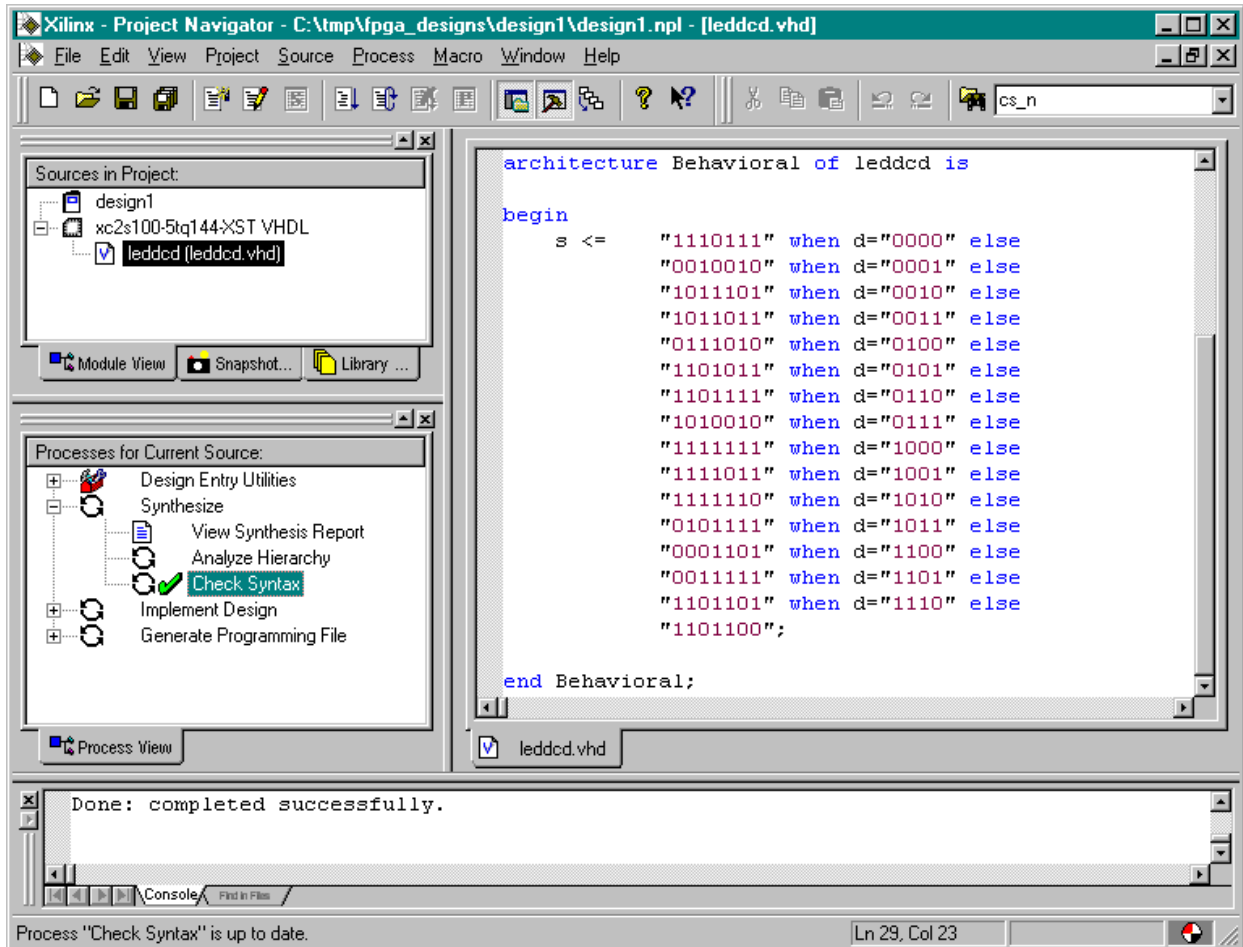 Xilinx - Project Navigator - C:\tmp\fpga_designs\design1\design1.npl - [leddcd.vhd]
File Edit View Project Source Process Macro Window Help
cs_n
Sources in Project:
design1
xc2s100-5tq144-XST VHDL
leddcd (leddcd.vhd)
Module View Snapshot... Library ...
Processes for Current Source:
Design Entry Utilities
Synthesize
View Synthesis Report
Analyze Hierarchy
Check Syntax
Implement Design
Generate Programming File
Process View
architecture Behavioral of leddcd is
begin
s <= "1110111" when d="0000" else
"0010010" when d="0001" else
"1011101" when d="0010" else
"1011011" when d="0011" else
"0111010" when d="0100" else
"1101011" when d="0101" else
"1101111" when d="0110" else
"1010010" when d="0111" else
"1111111" when d="1000" else
"1111011" when d="1001" else
"1111110" when d="1010" else
"0101111" when d="1011" else
"0001101" when d="1100" else
"0011111" when d="1101" else
"1101101" when d="1110" else
"1101100";
end Behavioral;
leddcd.vhd
Done: completed successfully.
Console Find in Files
Process "Check Syntax" is up to date. Ln 29, Col 23